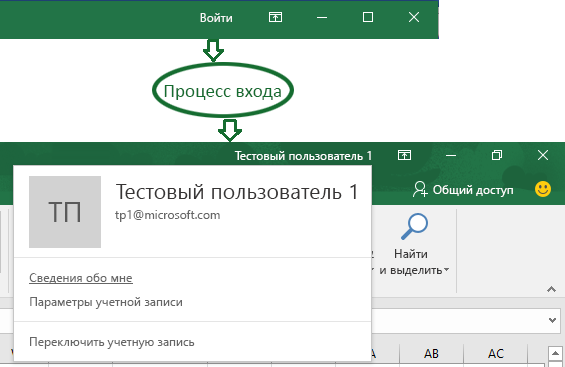 Войти
Процесс входа
Тестовый пользователь 1
Общий доступ
ТП
Тестовый пользователь 1
tp1@microsoft.com
Найти
и выделить
Сведения обо мне
Параметры учетной записи
Переключить учетную запись
AB
AC